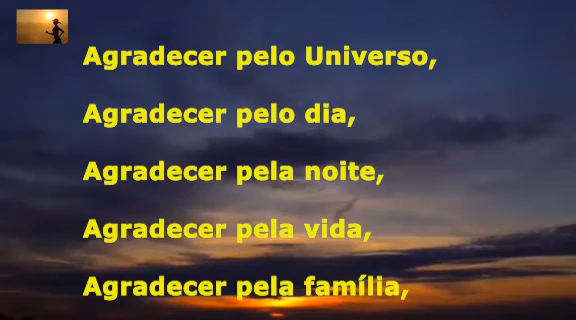 Agradecer pelo Universo,
Agradecer pelo dia,
Agradecer pela noite,
Agradecer pela vida,
Agradecer pela família,